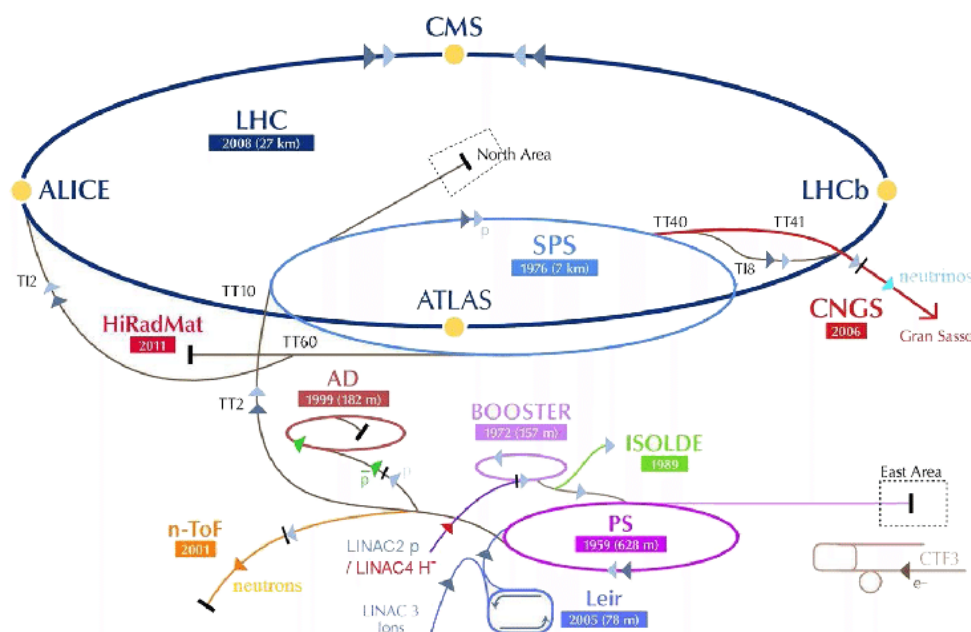 CMS
LHC
2008 (27 km)
North Area
ALICE
LHCb
TT40
TT41
p
SPS
1976 (7 km)
TI8
TI2
neutrinos
TT10
ATLAS
CNGS
2006
HiRadMat
2011
Gran Sasso
TT60
AD
1999 (182 m)
TT2
BOOSTER
1972 (157 m)
ISOLDE
1989
p̅
p
East Area
n-ToF
2001
PS
1959 (628 m)
LINAC2 p
/ LINAC4 H⁻
neutrons
CTF3
e-
LINAC 3
Ions
Leir
2005 (78 m)